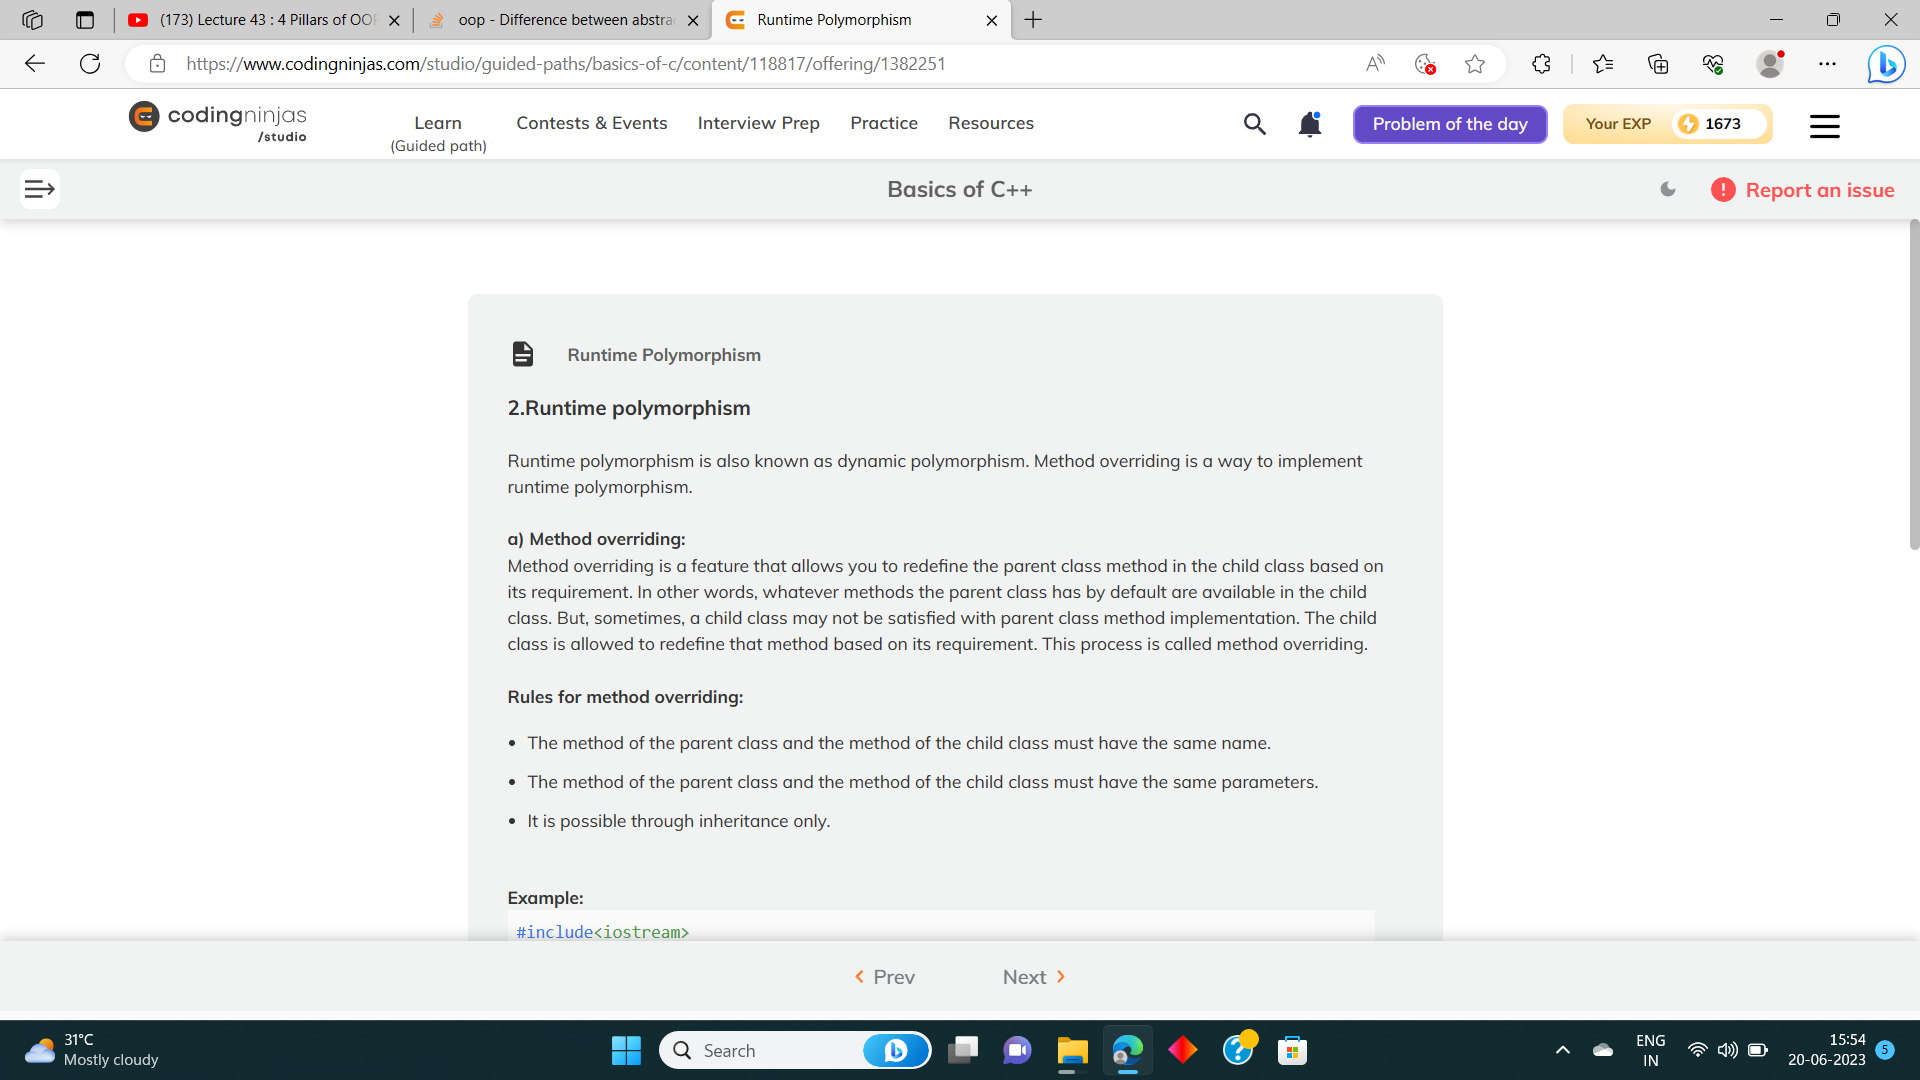 (173) Lecture 43 : 4 Pillars of OOP
oop - Difference between abstra
Runtime Polymorphism
https://www.codingninjas.com/studio/guided-paths/basics-of-c/content/118817/offering/1382251
codingninjas
/studio
Learn
(Guided path)
Contests & Events
Interview Prep
Practice
Resources
Problem of the day
Your EXP
1673
Basics of C++
Report an issue
Runtime Polymorphism
2.Runtime polymorphism
Runtime polymorphism is also known as dynamic polymorphism. Method overriding is a way to implement
runtime polymorphism.
a) Method overriding:
Method overriding is a feature that allows you to redefine the parent class method in the child class based on
its requirement. In other words, whatever methods the parent class has by default are available in the child
class. But, sometimes, a child class may not be satisfied with parent class method implementation. The child
class is allowed to redefine that method based on its requirement. This process is called method overriding.
Rules for method overriding:
• The method of the parent class and the method of the child class must have the same name.
• The method of the parent class and the method of the child class must have the same parameters.
• It is possible through inheritance only.
Example:
#include<iostream>
Prev
Next
31°C
Mostly cloudy
Search
ENG
IN
15:54
20-06-2023
5